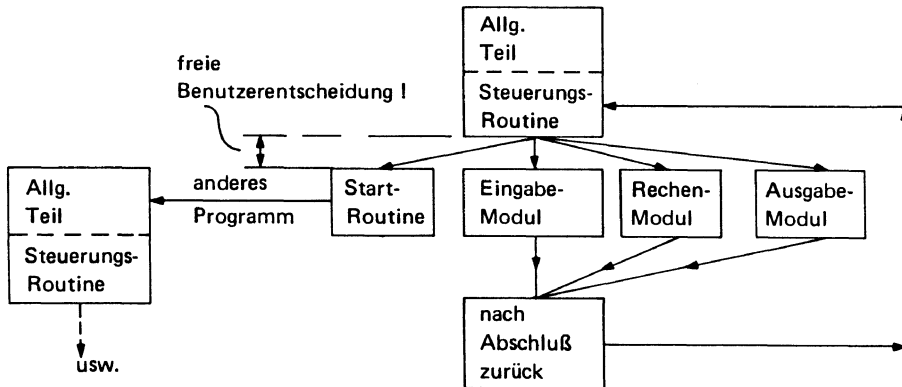 Allg.
Teil
Steuerungs-
Routine
freie
Benutzerentscheidung !
Allg.
Teil
Steuerungs-
Routine
usw.
anderes
Programm
Start-
Routine
Eingabe-
Modul
Rechen-
Modul
Ausgabe-
Modul
nach
Abschluß
zurück